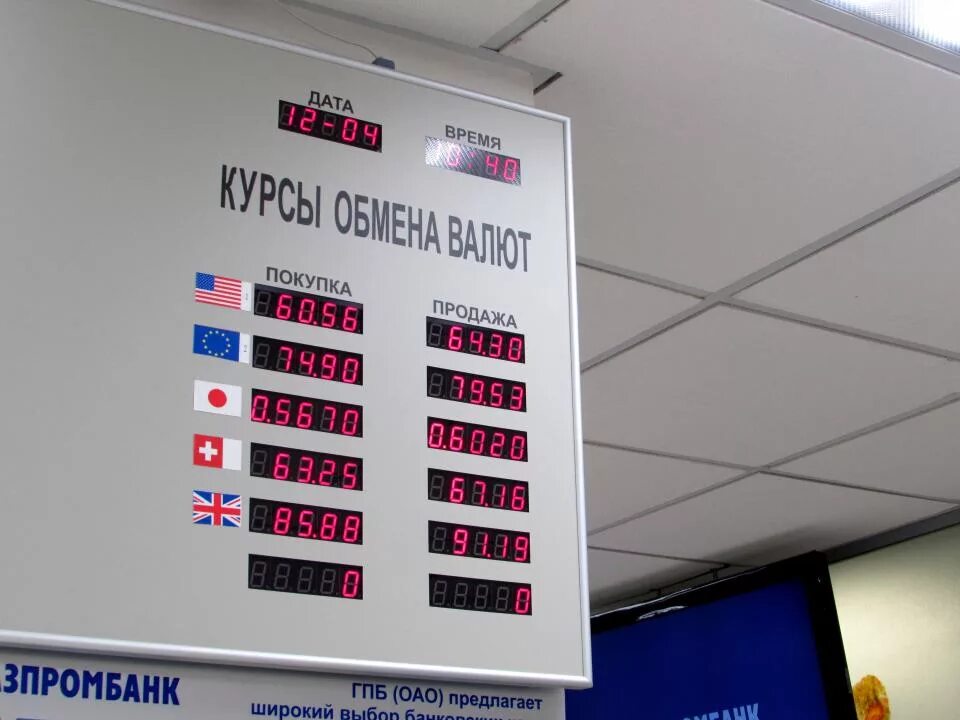 ДАТА
12-04
ВРЕМЯ
10:40
КУРСЫ ОБМЕНА ВАЛЮТ
ПОКУПКА
ПРОДАЖА
60.56 64.30
74.90 79.53
0.5670 0.6020
63.25 67.16
85.88 91.19
0 0
ЗПРОМБАНК
ГПБ (ОАО) предлагает
широкий выбор